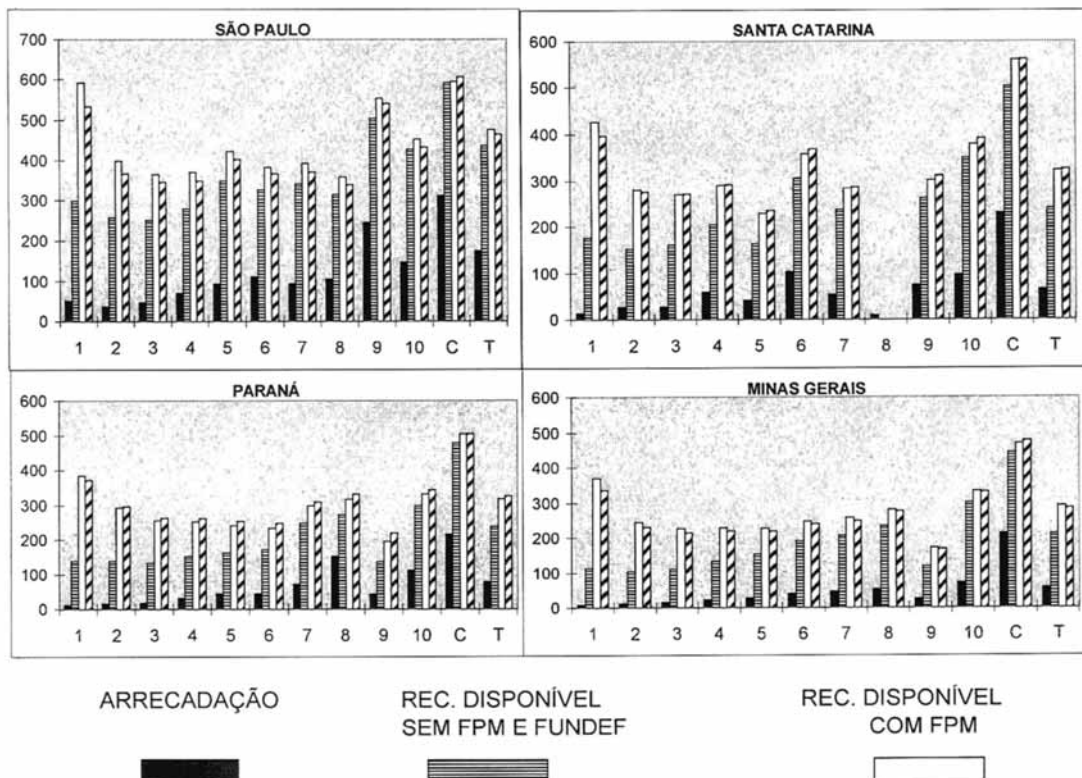 SÃO PAULO
700
600
500
400
300
200
100
0
1 2 3 4 5 6 7 8 9 10 C T
SANTA CATARINA
600
500
400
300
200
100
0
1 2 3 4 5 6 7 8 9 10 C T
PARANÁ
600
500
400
300
200
100
0
1 2 3 4 5 6 7 8 9 10 C T
MINAS GERAIS
600
500
400
300
200
100
0
1 2 3 4 5 6 7 8 9 10 C T
ARRECADAÇÃO
REC. DISPONÍVEL
SEM FPM E FUNDEF
REC. DISPONÍVEL
COM FPM